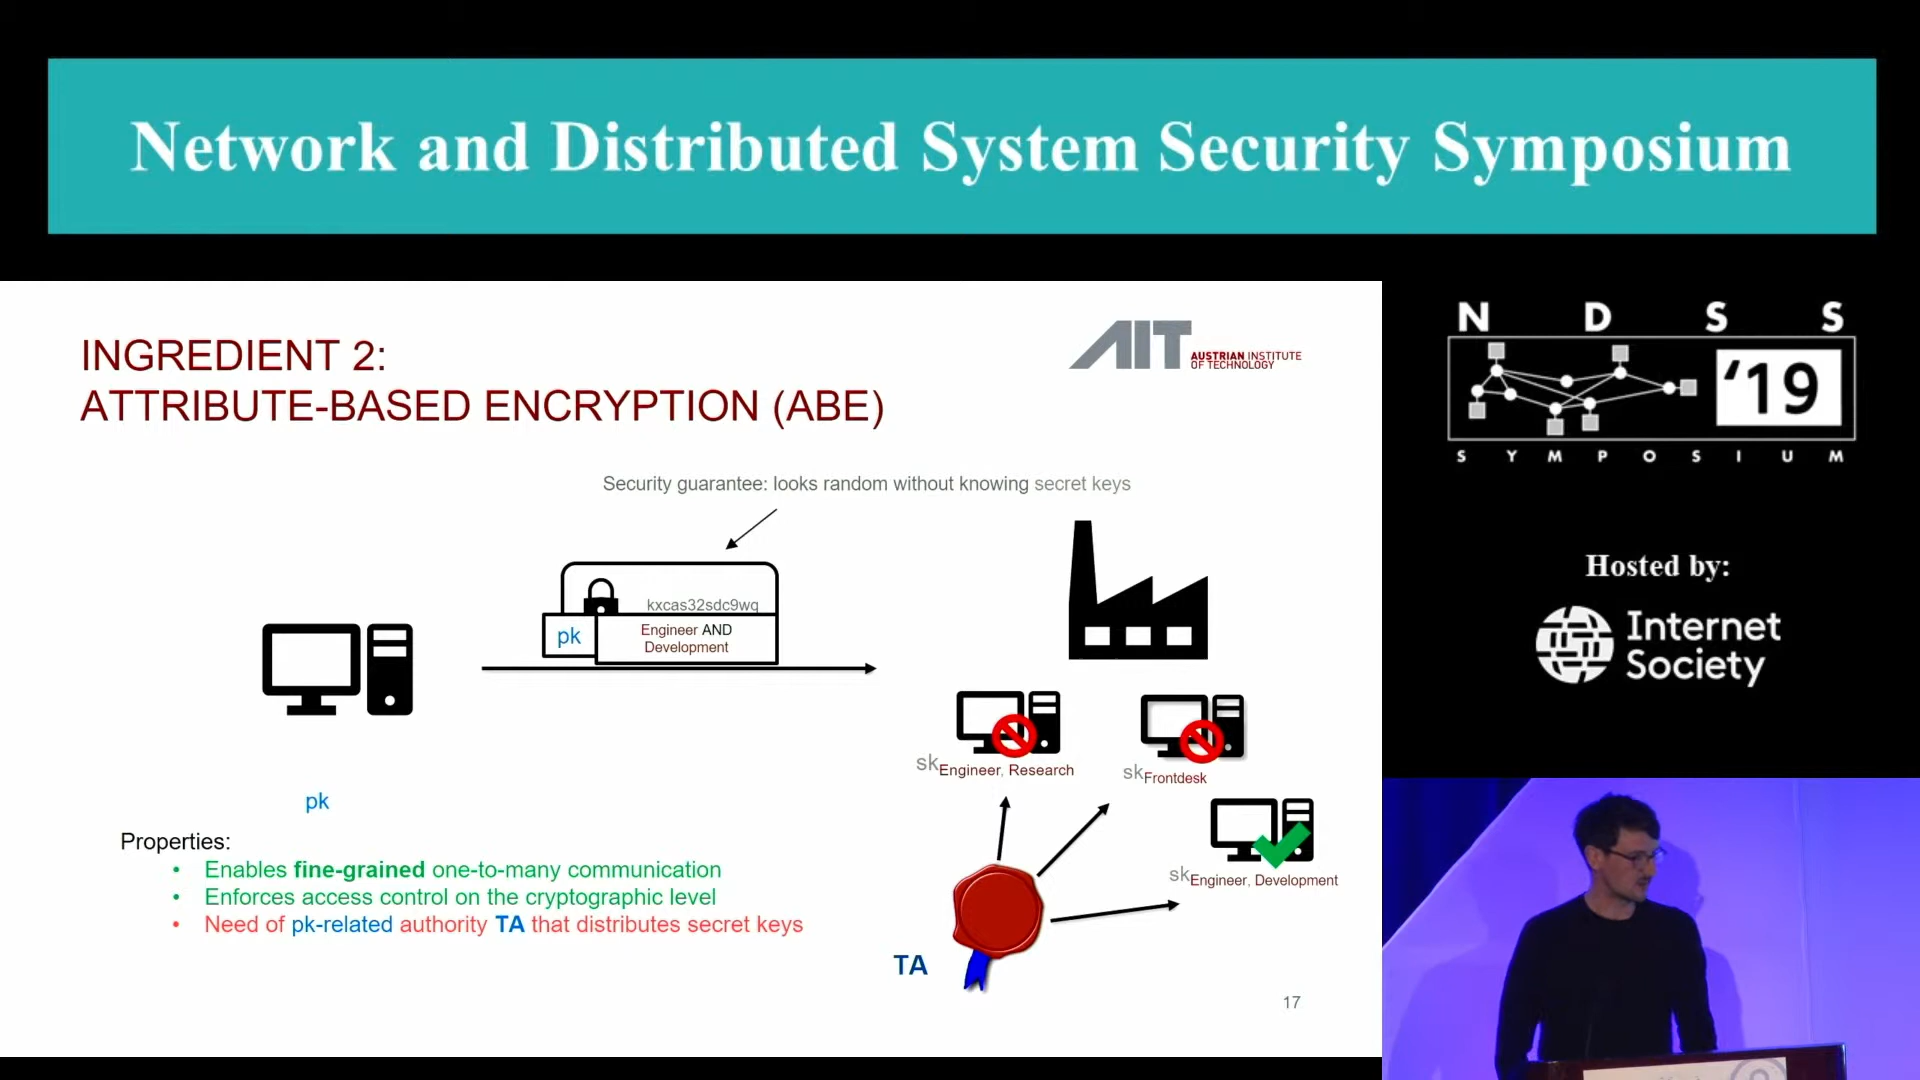 Network and Distributed System Security Symposium
INGREDIENT 2:
ATTRIBUTE-BASED ENCRYPTION (ABE)
AIT AUSTRIAN INSTITUTE
OF TECHNOLOGY
Security guarantee: looks random without knowing secret keys
kxcas32sdc9wq
pk
Engineer AND
Development
skEngineer, Research
skFrontdesk
pk
Properties:
• Enables fine-grained one-to-many communication
• Enforces access control on the cryptographic level
• Need of pk-related authority TA that distributes secret keys
skEngineer, Development
TA
17
N D S S
'19
S Y M P O S I U M
Hosted by:
Internet
Society